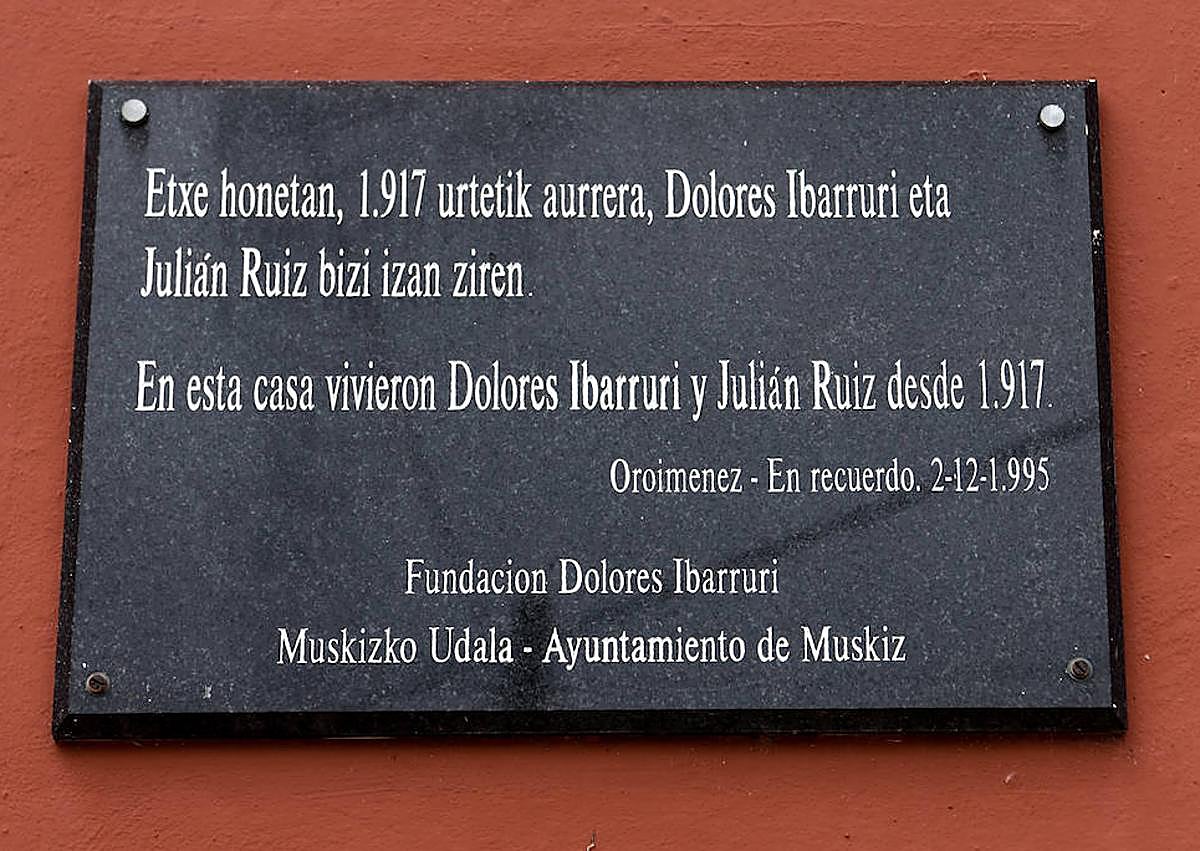 Etxe honetan, 1.917 urtetik aurrera, Dolores Ibarruri eta
Julián Ruiz bizi izan ziren.
En esta casa vivieron Dolores Ibarruri y Julián Ruiz desde 1.917.
Oroimenez - En recuerdo. 2-12-1.995
Fundacion Dolores Ibarruri
Muskizko Udala - Ayuntamiento de Muskiz